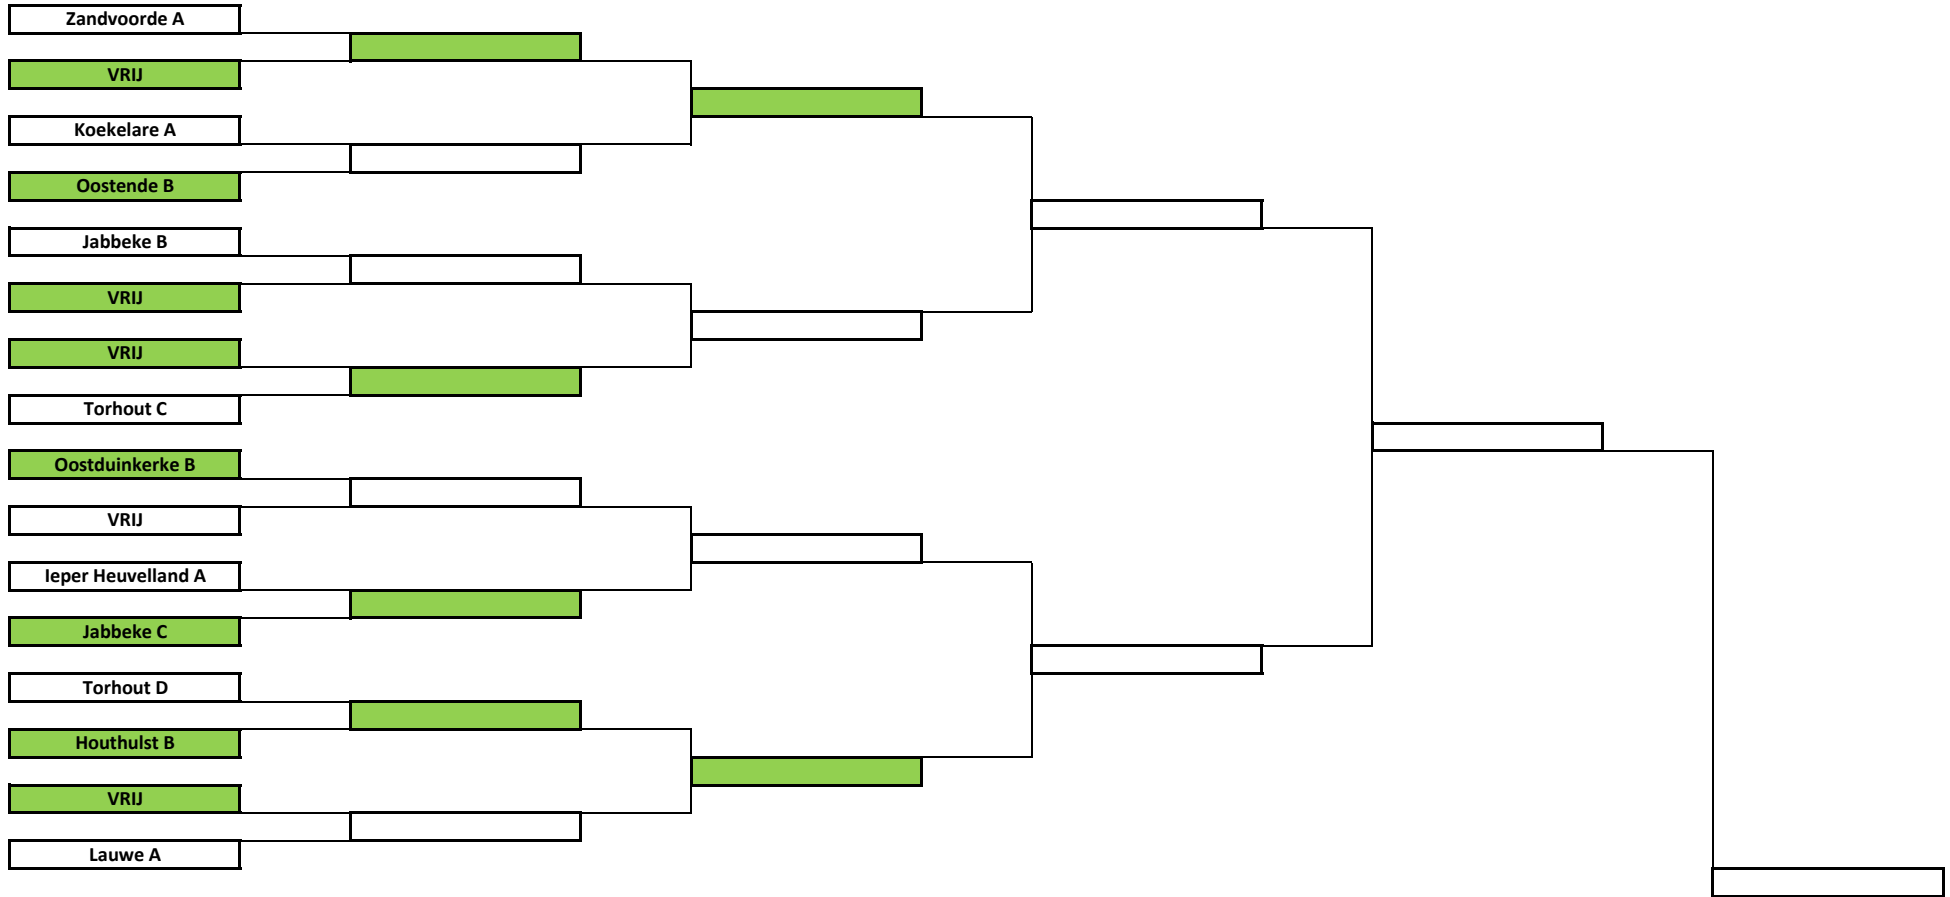 Zandvoorde A
VRIJ
Koekelare A
Oostende B
Jabbeke B
VRIJ
VRIJ
Torhout C
Oostduinkerke B
VRIJ
Ieper Heuvelland A
Jabbeke C
Torhout D
Houthulst B
VRIJ
Lauwe A